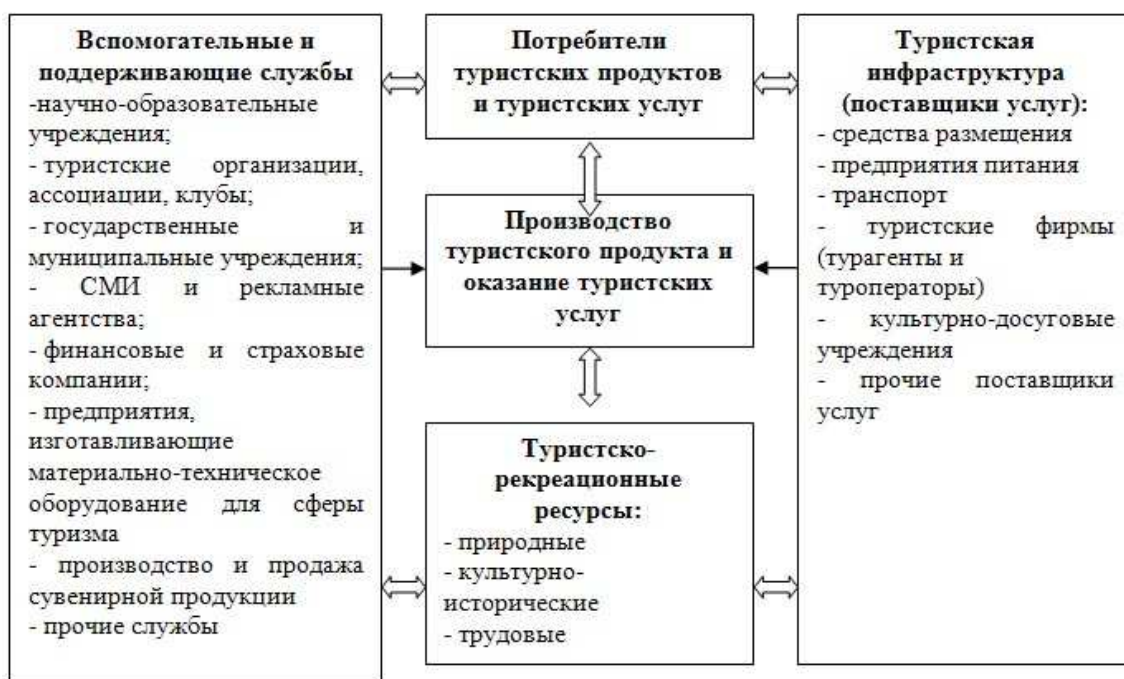 Вспомогательные и
поддерживающие службы
-научно-образовательные
учреждения;
- туристские организации,
ассоциации, клубы;
- государственные и
муниципальные учреждения;
- СМИ и рекламные
агентства;
- финансовые и страховые
компании;
- предприятия,
изготавливающие
материально-техническое
оборудование для сферы
туризма
- производство и продажа
сувенирной продукции
- прочие службы
Потребители
туристских продуктов
и туристских услуг
Производство
туристского продукта и
оказание туристских
услуг
Туристско-
рекреационные
ресурсы:
- природные
- культурно-
исторические
- трудовые
Туристская
инфраструктура
(поставщики услуг):
- средства размещения
- предприятия питания
- транспорт
- туристские фирмы
(турагенты и
туроператоры)
- культурно-досуговые
учреждения
- прочие поставщики
услуг